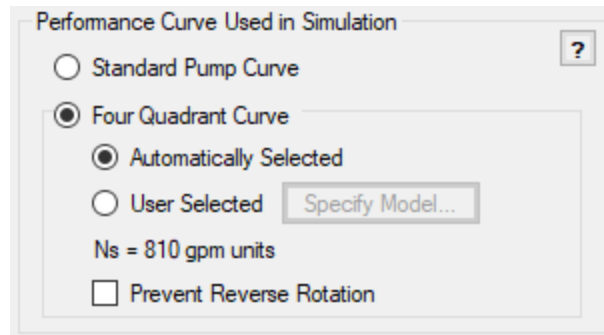 Performance Curve Used in Simulation
?
Standard Pump Curve
Four Quadrant Curve
Automatically Selected
User Selected Specify Model...
Ns = 810 gpm units
Prevent Reverse Rotation